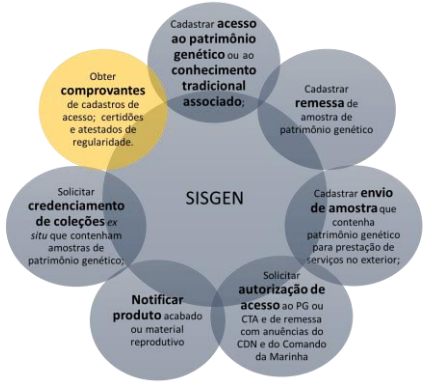 Cadastrar acesso
ao patrimônio
genético ou ao
conhecimento
tradicional
associado;
Cadastrar
remessa de
amostra de
patrimônio genético
Cadastrar envio
de amostra que
contenha
patrimônio genético
para prestação de
serviços no exterior;
Solicitar
autorização de
acesso ao PG ou
CTA e de remessa
com anuências do
CDN e do Comando
da Marinha
Notificar
produto acabado
ou material
reprodutivo
Solicitar
credenciamento
de coleções ex
situ que contenham
amostras de
patrimônio genético;
Obter
comprovantes
de cadastros de
acesso; certidões
e atestados de
regularidade.
SISGEN